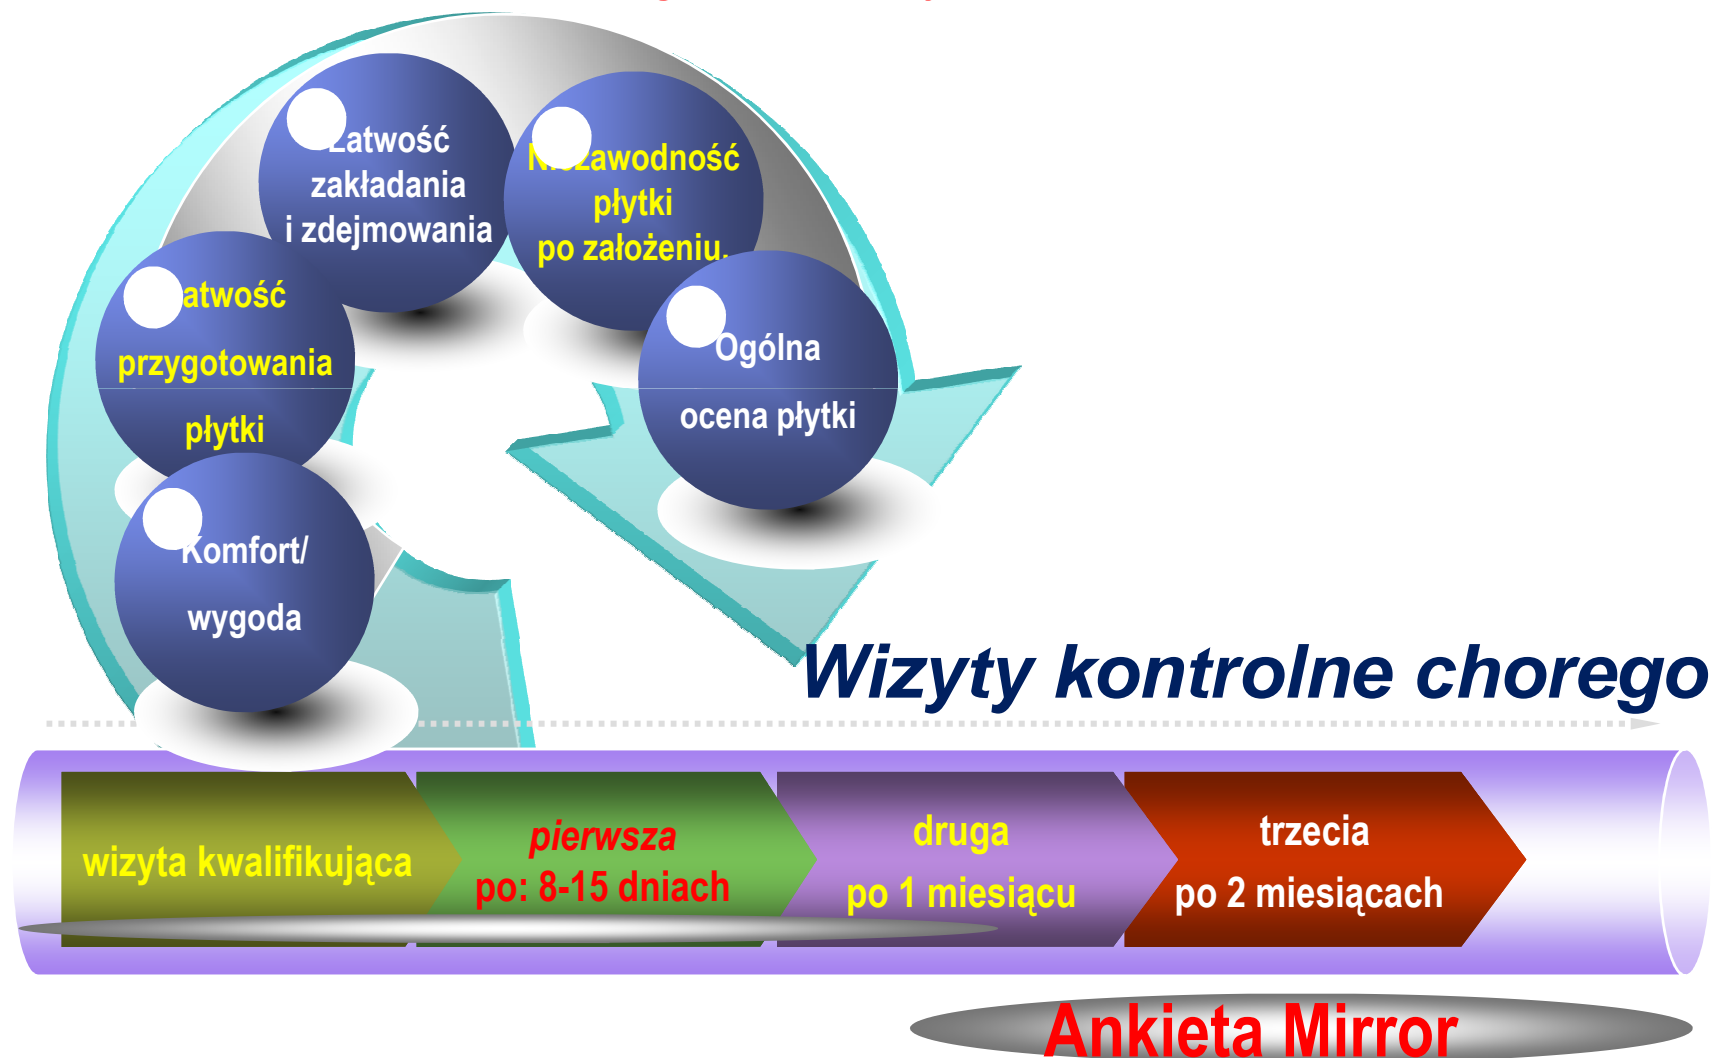 Łatwość
zakładania
i zdejmowania
Niezawodność
płytki
po założeniu.
Łatwość
przygotowania
płytki
Ogólna
ocena płytki
Komfort/
wygoda
Wizyty kontrolne chorego
wizyta kwalifikująca
pierwsza
po: 8-15 dniach
druga
po 1 miesiącu
trzecia
po 2 miesiącach
Ankieta Mirror